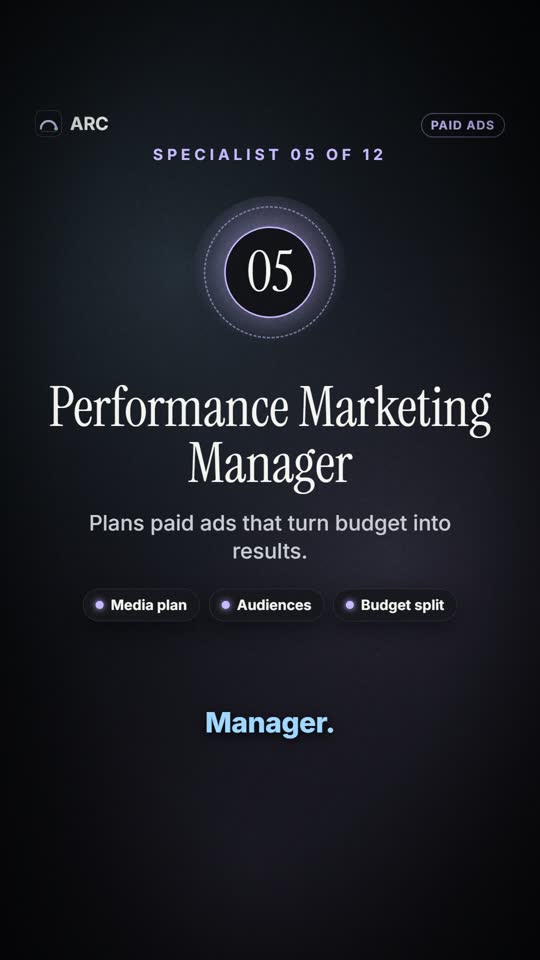 ARC
PAID ADS
SPECIALIST 05 OF 12
05
Performance Marketing
Manager
Plans paid ads that turn budget into
results.
Media plan
Audiences
Budget split
Manager.